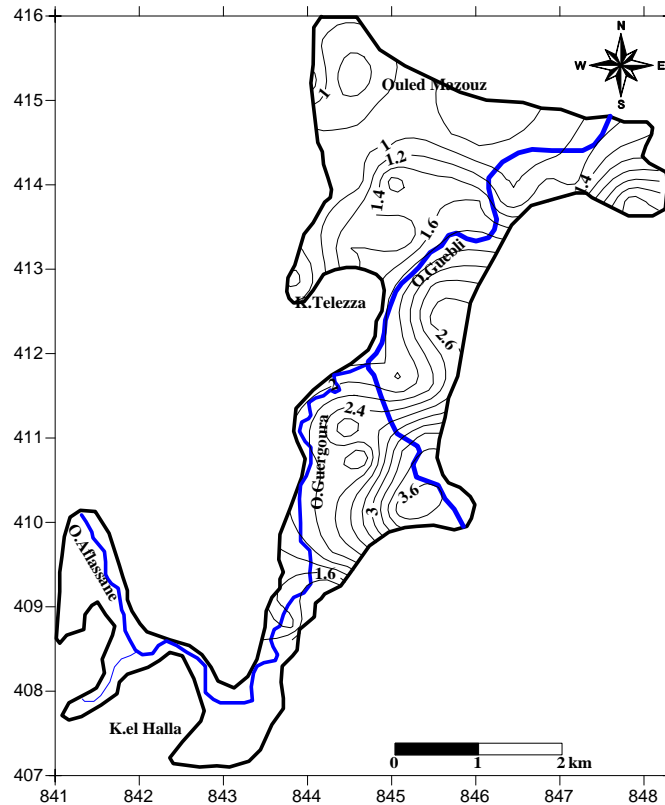 416
N
W E
S
415
Ouled Mazouz
1
1
1.2
1.4
1.4
414
1.6
O.Guebli
413
K.Telezza
412
2.6
2
2.4
411
O.Guergoura
3.6
3
410
O.Aflassane
1.6
409
408
K.el Halla
0 1 2 km
407
841 842 843 844 845 846 847 848